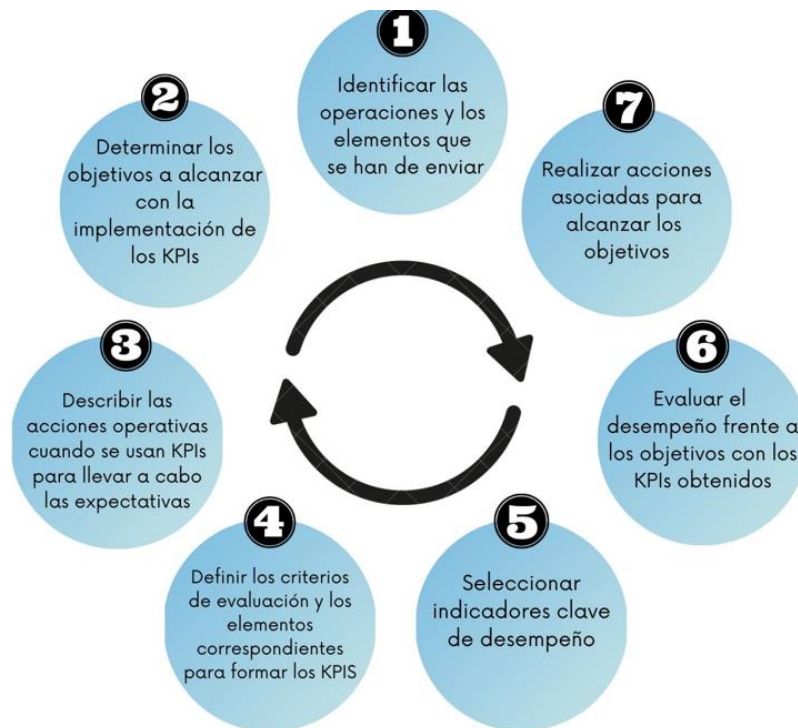 1
Identificar las
operaciones y los
elementos que
se han de enviar
2
Determinar los
objetivos a alcanzar
con la
implementación de
los KPIs
3
Describir las
acciones operativas
cuando se usan KPIs
para llevar a cabo
las expectativas
4
Definir los criterios
de evaluación y los
elementos
correspondientes
para formar los KPIS
5
Seleccionar
indicadores clave
de desempeño
6
Evaluar el
desempeño frente a
los objetivos con los
KPIs obtenidos
7
Realizar acciones
asociadas para
alcanzar los
objetivos